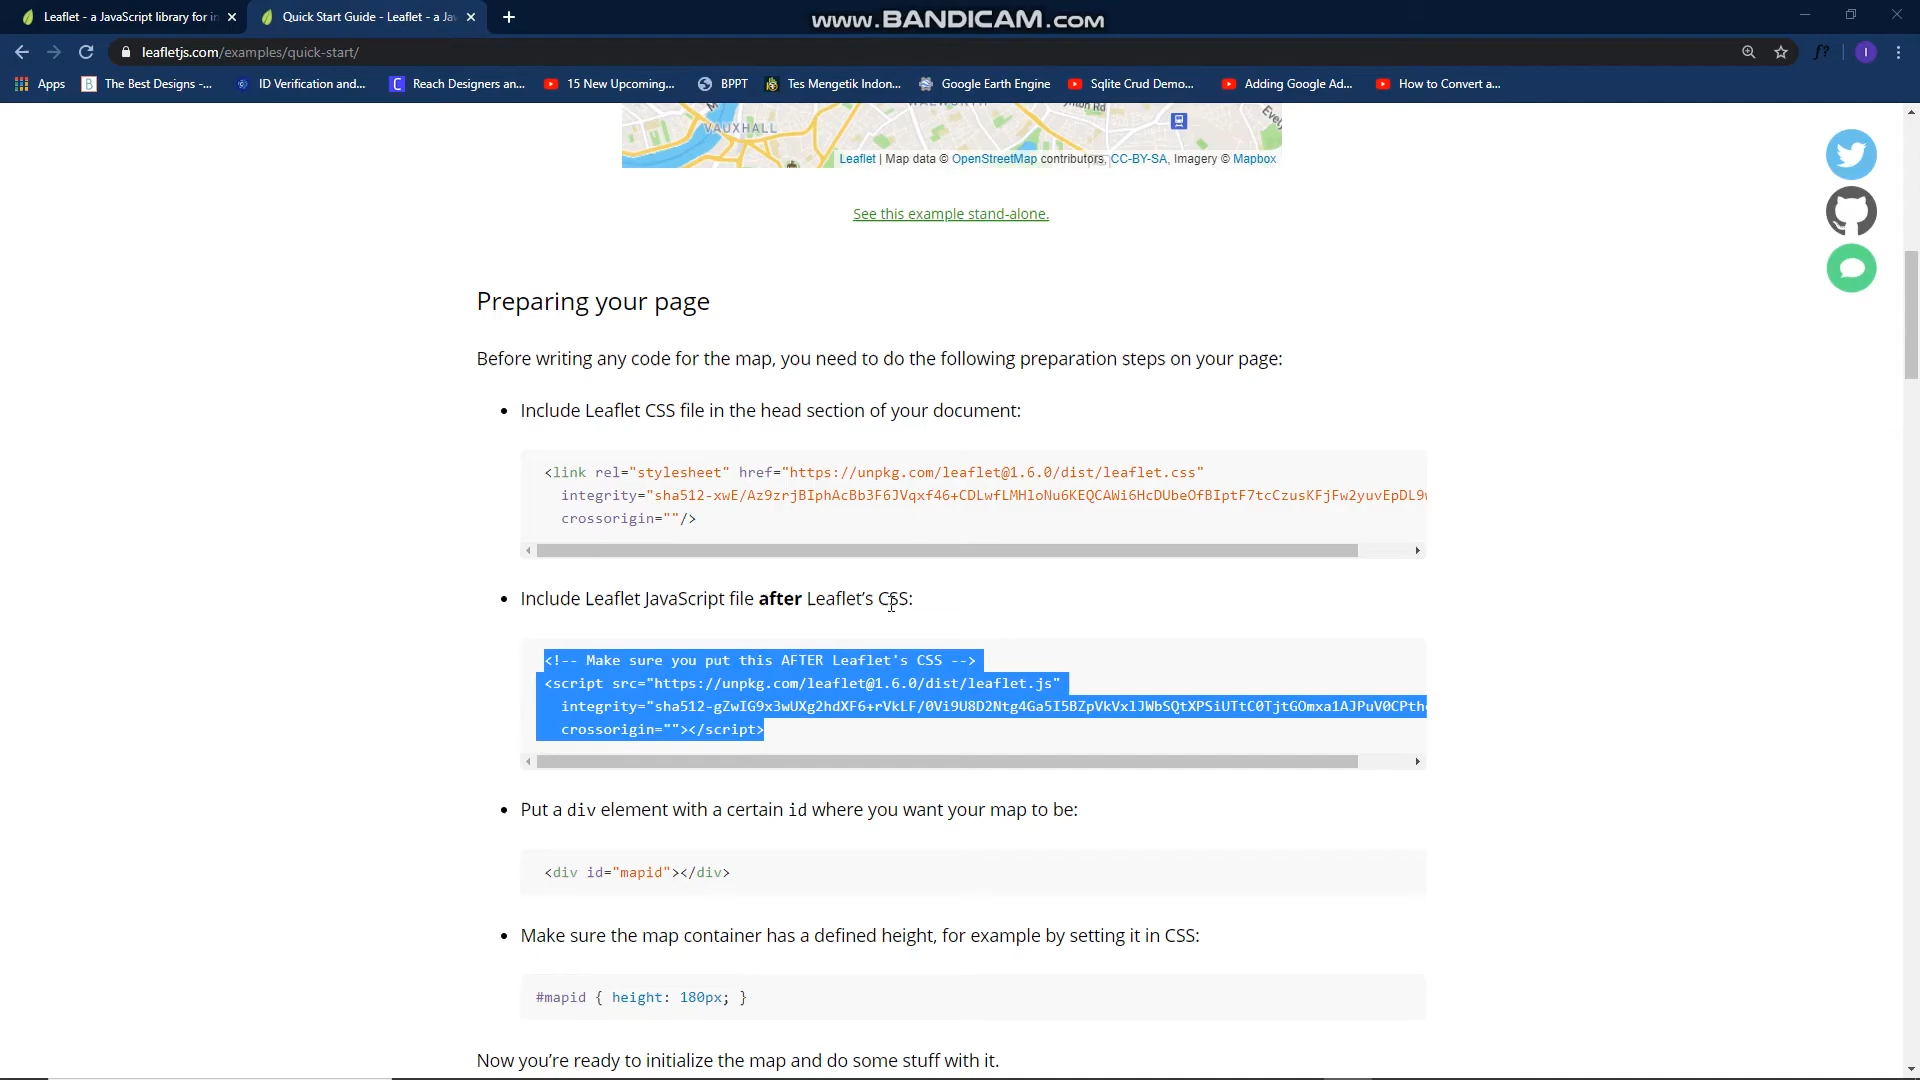 Leaflet - a JavaScript library for in
Quick Start Guide - Leaflet - a Jav
www.BANDICAM.com
leafletjs.com/examples/quick-start/
f?
I
Apps
The Best Designs -...
ID Verification and...
Reach Designers an...
15 New Upcoming...
BPPT
Tes Mengetik Indon...
Google Earth Engine
Sqlite Crud Demo...
Adding Google Ad...
How to Convert a...
WALWORTH
VAUXHALL
Leaflet | Map data © OpenStreetMap contributors, CC-BY-SA, Imagery © Mapbox
See this example stand-alone.
Preparing your page
Before writing any code for the map, you need to do the following preparation steps on your page:
• Include Leaflet CSS file in the head section of your document:
<link rel="stylesheet" href="https://unpkg.com/leaflet@1.6.0/dist/leaflet.css"
integrity="sha512-xwE/Az9zrjBIphAcBb3F6JVqxf46+CDLwfLMHloNu6KEQCAWi6HcDUbeOfBIptF7tcCzusKFjFw2yuvEpDL9w
crossorigin=""/>
• Include Leaflet JavaScript file after Leaflet’s CSS:
<!-- Make sure you put this AFTER Leaflet's CSS -->
<script src="https://unpkg.com/leaflet@1.6.0/dist/leaflet.js"
integrity="sha512-gZwIG9x3wUXg2hdXF6+rVkLF/0Vi9U8D2Ntg4Ga5I5BZpVkVxlJWbSQtXPSiUTtC0TjtGOmxa1AJPuV0CPthe
crossorigin=""></script>
• Put a div element with a certain id where you want your map to be:
<div id="mapid"></div>
• Make sure the map container has a defined height, for example by setting it in CSS:
#mapid { height: 180px; }
Now you’re ready to initialize the map and do some stuff with it.